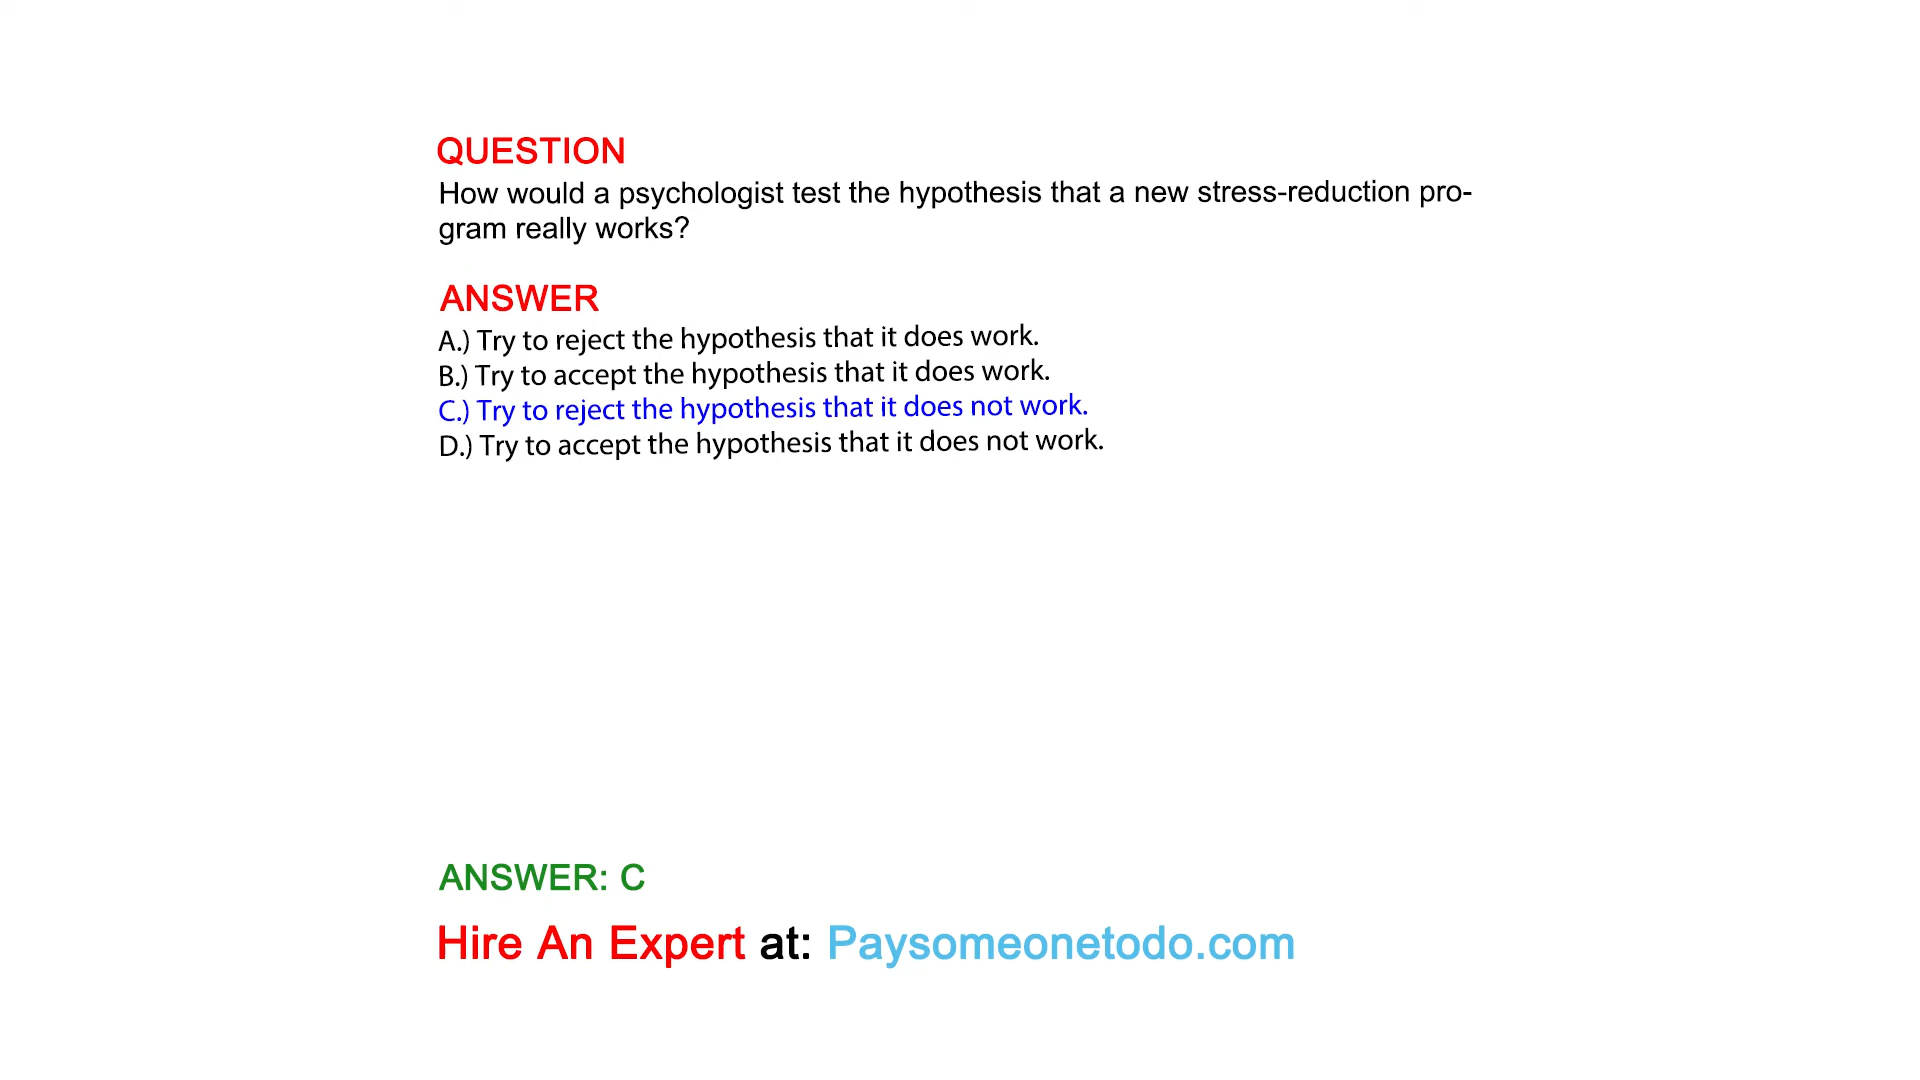 QUESTION
How would a psychologist test the hypothesis that a new stress-reduction pro-
gram really works?
ANSWER
A.) Try to reject the hypothesis that it does work.
B.) Try to accept the hypothesis that it does work.
C.) Try to reject the hypothesis that it does not work.
D.) Try to accept the hypothesis that it does not work.
ANSWER: C
Hire An Expert at: Paysomeonetodo.com